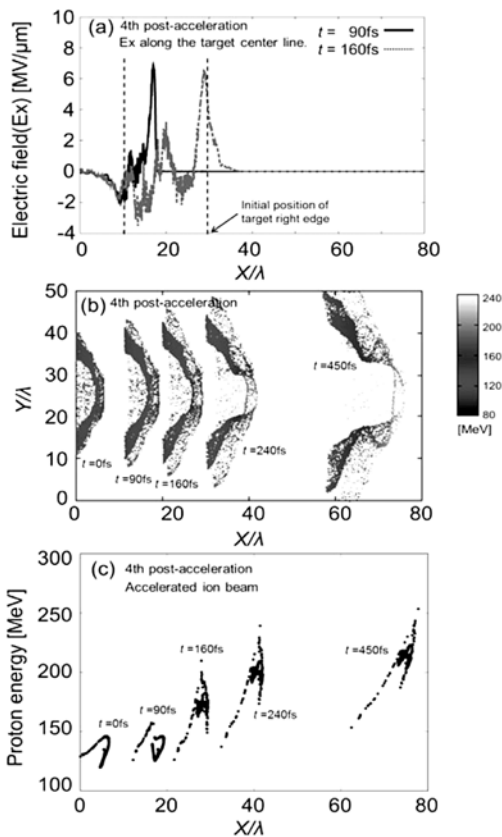 (a) 4th post-acceleration
Ex along the target center line.
t = 90fs
t = 160fs
Electric field(Ex) [MV/μm]
10
8
6
4
2
0
-2
-4
Initial position of
target right edge
0 20 40 60 80
X/λ
(b) 4th post-acceleration
Y/λ
50
40
30
20
10
0
t=0fs
t=90fs
t=160fs
t=240fs
t=450fs
0 20 40 60 80
X/λ
240
200
160
120
80
[MeV]
(c) 4th post-acceleration
Accelerated ion beam
Proton energy [MeV]
250
200
150
100
t=0fs
t=90fs
t=160fs
t=240fs
t=450fs
0 20 40 60 80
X/λ